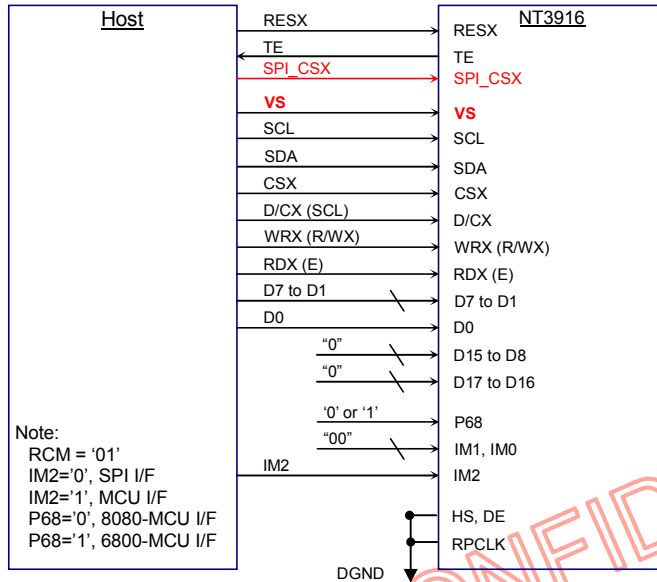 Host
NT3916
RESX
RESX
TE
TE
SPI_CSX
SPI_CSX
VS
VS
SCL
SCL
SDA
SDA
CSX
CSX
D/CX (SCL)
D/CX
WRX (R/WX)
WRX (R/WX)
RDX (E)
RDX (E)
D7 to D1
D7 to D1
D0
D0
“0”
D15 to D8
“0”
D17 to D16
‘0’ or ‘1’
P68
“00”
IM1, IM0
IM2
IM2
Note:
RCM = ‘01’
IM2='0’, SPI I/F
IM2='1’, MCU I/F
P68='0’, 8080-MCU I/F
P68='1’, 6800-MCU I/F
HS, DE
RPCLK
DGND
CONFID